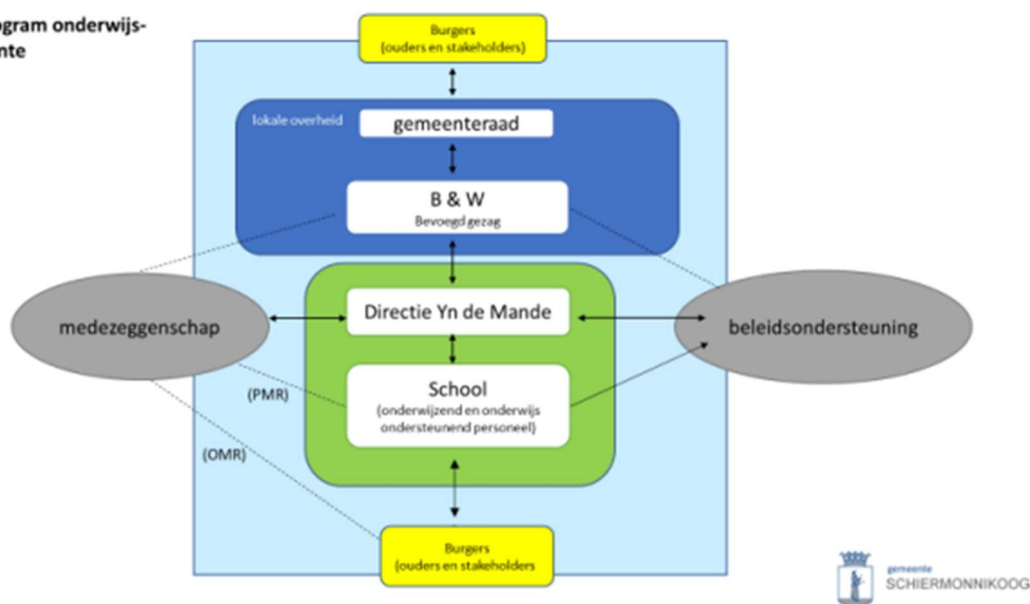 ogram onderwijs-
nte
Burgers
(ouders en stakeholders)
lokale overheid
gemeenteraad
B & W
Bevoegd gezag
Directie Yn de Mande
medezeggenschap
beleidsondersteuning
School
(onderwijzend en onderwijs
ondersteunend personeel)
(PMR)
(OMR)
Burgers
(ouders en stakeholders
gemeente
SCHIERMONNIKOOG